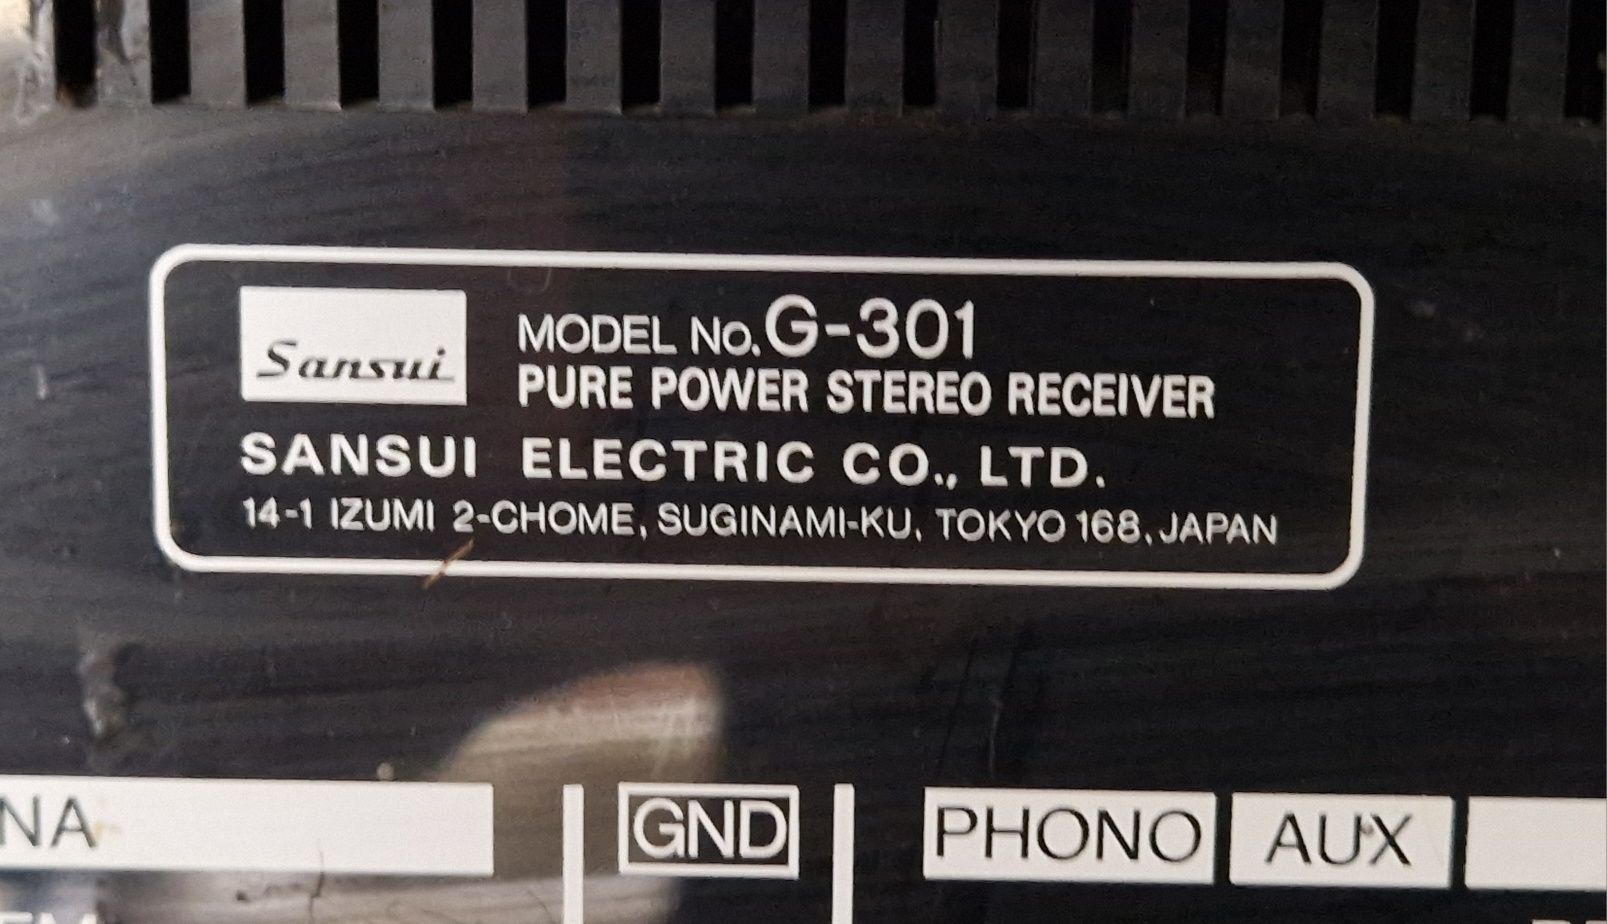 Sansui
MODEL No. G-301
PURE POWER STEREO RECEIVER
SANSUI ELECTRIC CO., LTD.
14-1 IZUMI 2-CHOME, SUGINAMI-KU, TOKYO 168, JAPAN
GND
PHONO
AUX